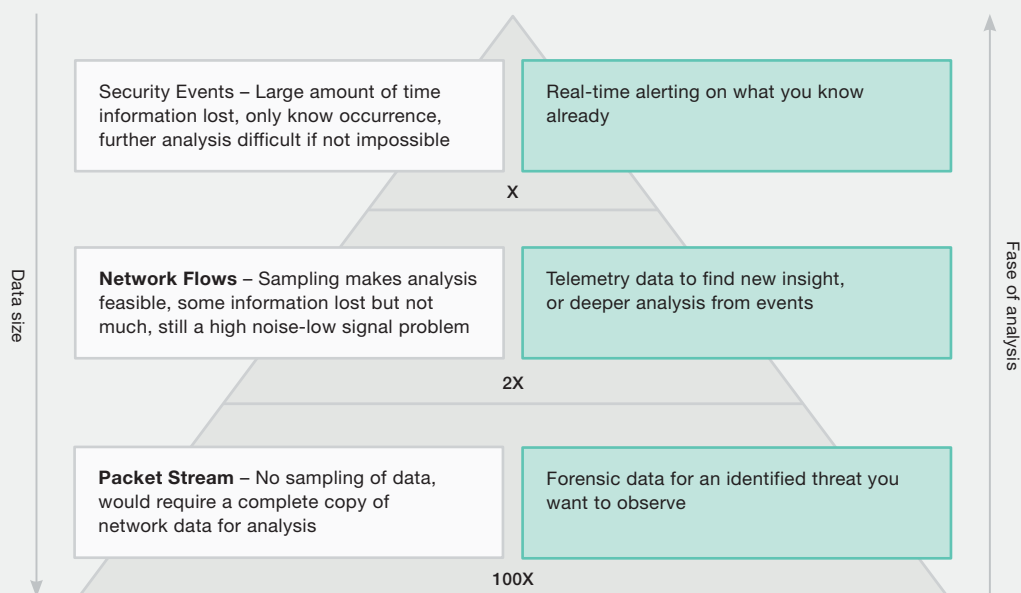 Security Events – Large amount of time
information lost, only know occurrence,
further analysis difficult if not impossible
Real-time alerting on what you know
already
X
Network Flows – Sampling makes analysis
feasible, some information lost but not
much, still a high noise-low signal problem
Telemetry data to find new insight,
or deeper analysis from events
2X
Packet Stream – No sampling of data,
would require a complete copy of
network data for analysis
Forensic data for an identified threat you
want to observe
100X
Data size
Ease of analysis